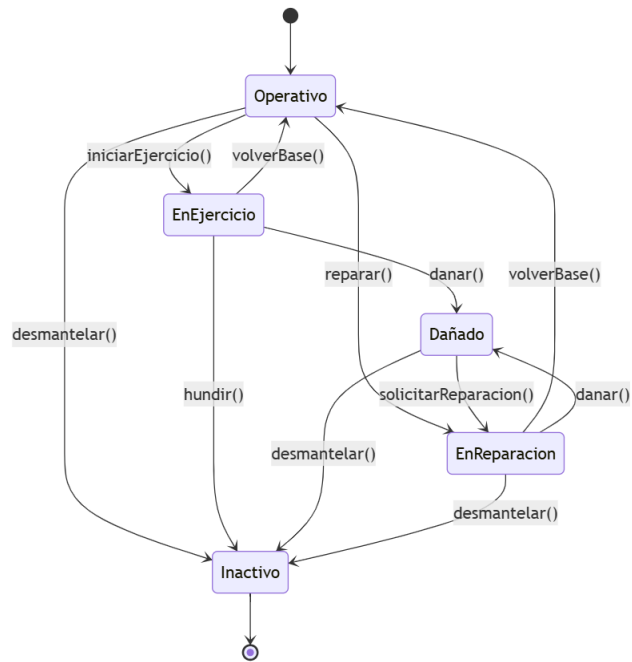 Operativo
iniciarEjercicio()
volverBase()
EnEjercicio
reparar()
danar()
volverBase()
desmantelar()
Dañado
hundir()
solicitarReparacion()
danar()
desmantelar()
EnReparacion
desmantelar()
Inactivo